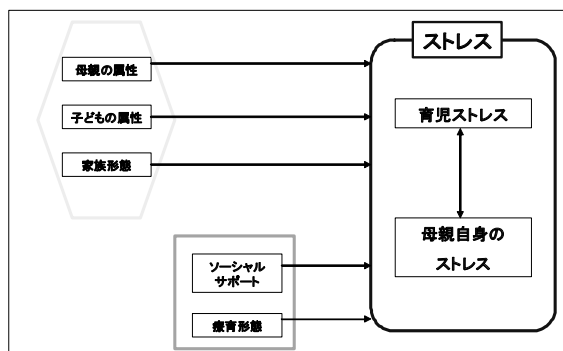 ストレス
母親の属性
子どもの属性
家族形態
育児ストレス
母親自身の
ストレス
ソーシャル
サポート
療育形態